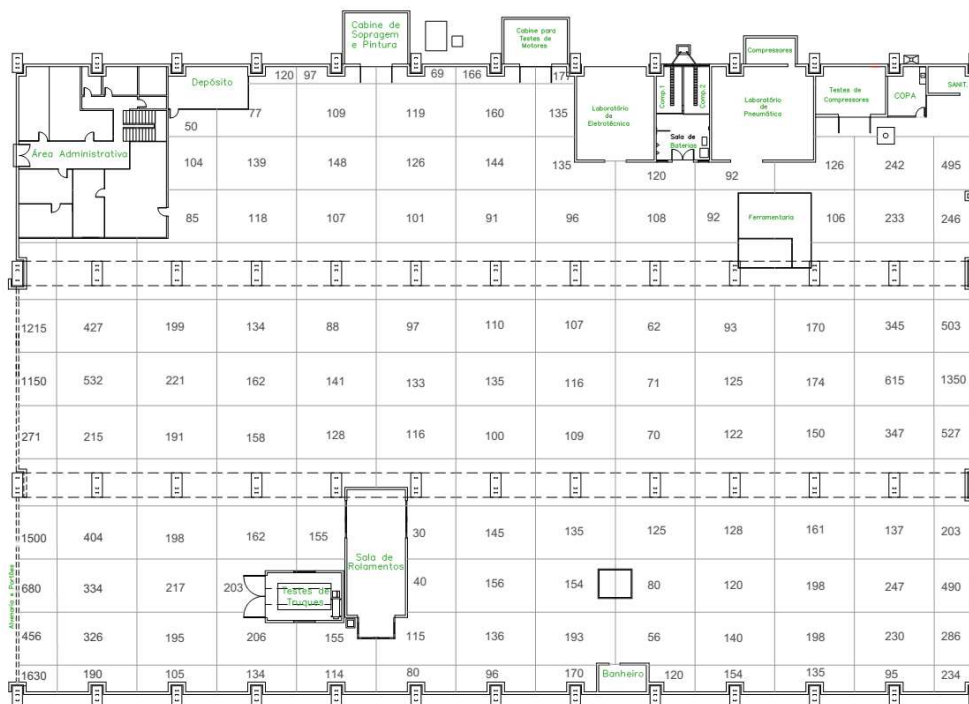 Cabine de
Sopragem
e Pintura
Cabine para
Testes de
Motores
Compressores
Depósito
120 97 69 166 177
Comp.1
Comp.2
Testes de
Compressores
COPA
SANIT.
77 109 119 160 135
Laboratório
de
Eletrotécnica
Laboratório
de
Pneumática
50
Sala de
Baterias
Área Administrativa
104 139 148 126 144 135 120 92 126 242 495
85 118 107 101 91 96 108 92 106 233 246
Ferramentaria
1215 427 199 134 88 97 110 107 62 93 170 345 503
1150 532 221 162 141 133 135 116 71 125 174 615 1350
271 215 191 158 128 116 100 109 70 122 150 347 527
1500 404 198 162 155 30 145 135 125 128 161 137 203
Sala de
Rolamentos
Alvenaria e Portões
680 334 217 203 40 156 154 80 120 198 247 490
Testes de
Truques
456 326 195 206 155 115 136 193 56 140 198 230 286
1630 190 105 134 114 80 96 170 120 154 135 95 234
Banheiro